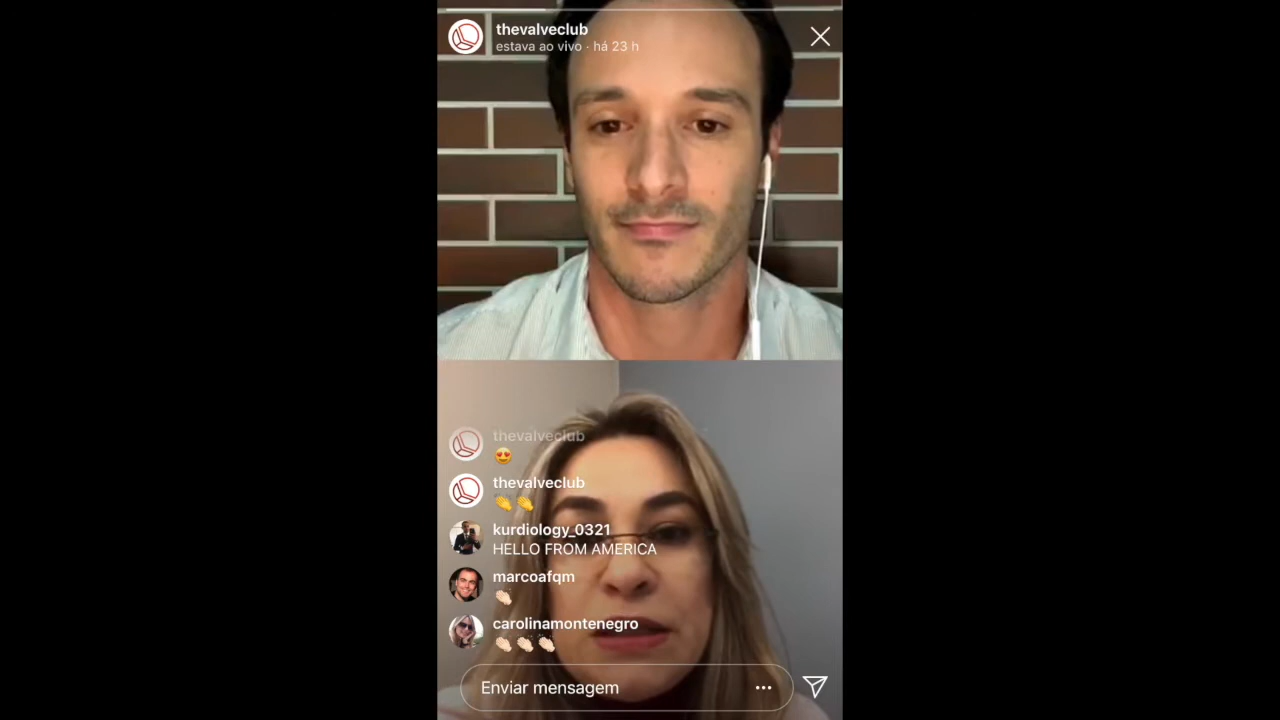 thevalveclub
estava ao vivo · há 23 h
thevalveclub
😍
thevalveclub
👏👏
kurdiology_0321
HELLO FROM AMERICA
marcoafqm
👏🏻
carolinamontenegro
👏🏻👏🏻👏🏻
Enviar mensagem